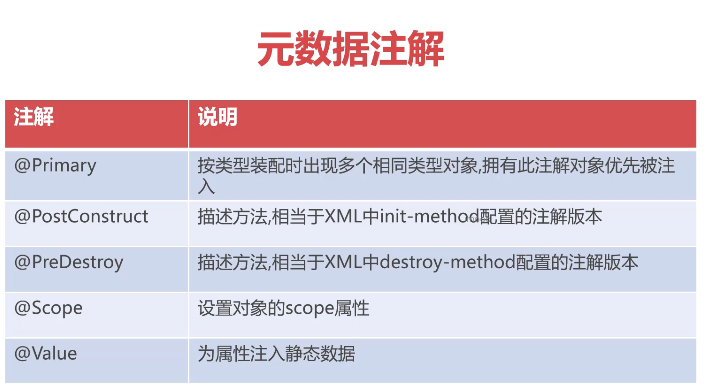 元数据注解
注解 说明
@Primary 按类型装配时出现多个相同类型对象,拥有此注解对象优先被注
入
@PostConstruct 描述方法,相当于XML中init-method配置的注解版本
@PreDestroy 描述方法,相当于XML中destroy-method配置的注解版本
@Scope 设置对象的scope属性
@Value 为属性注入静态数据